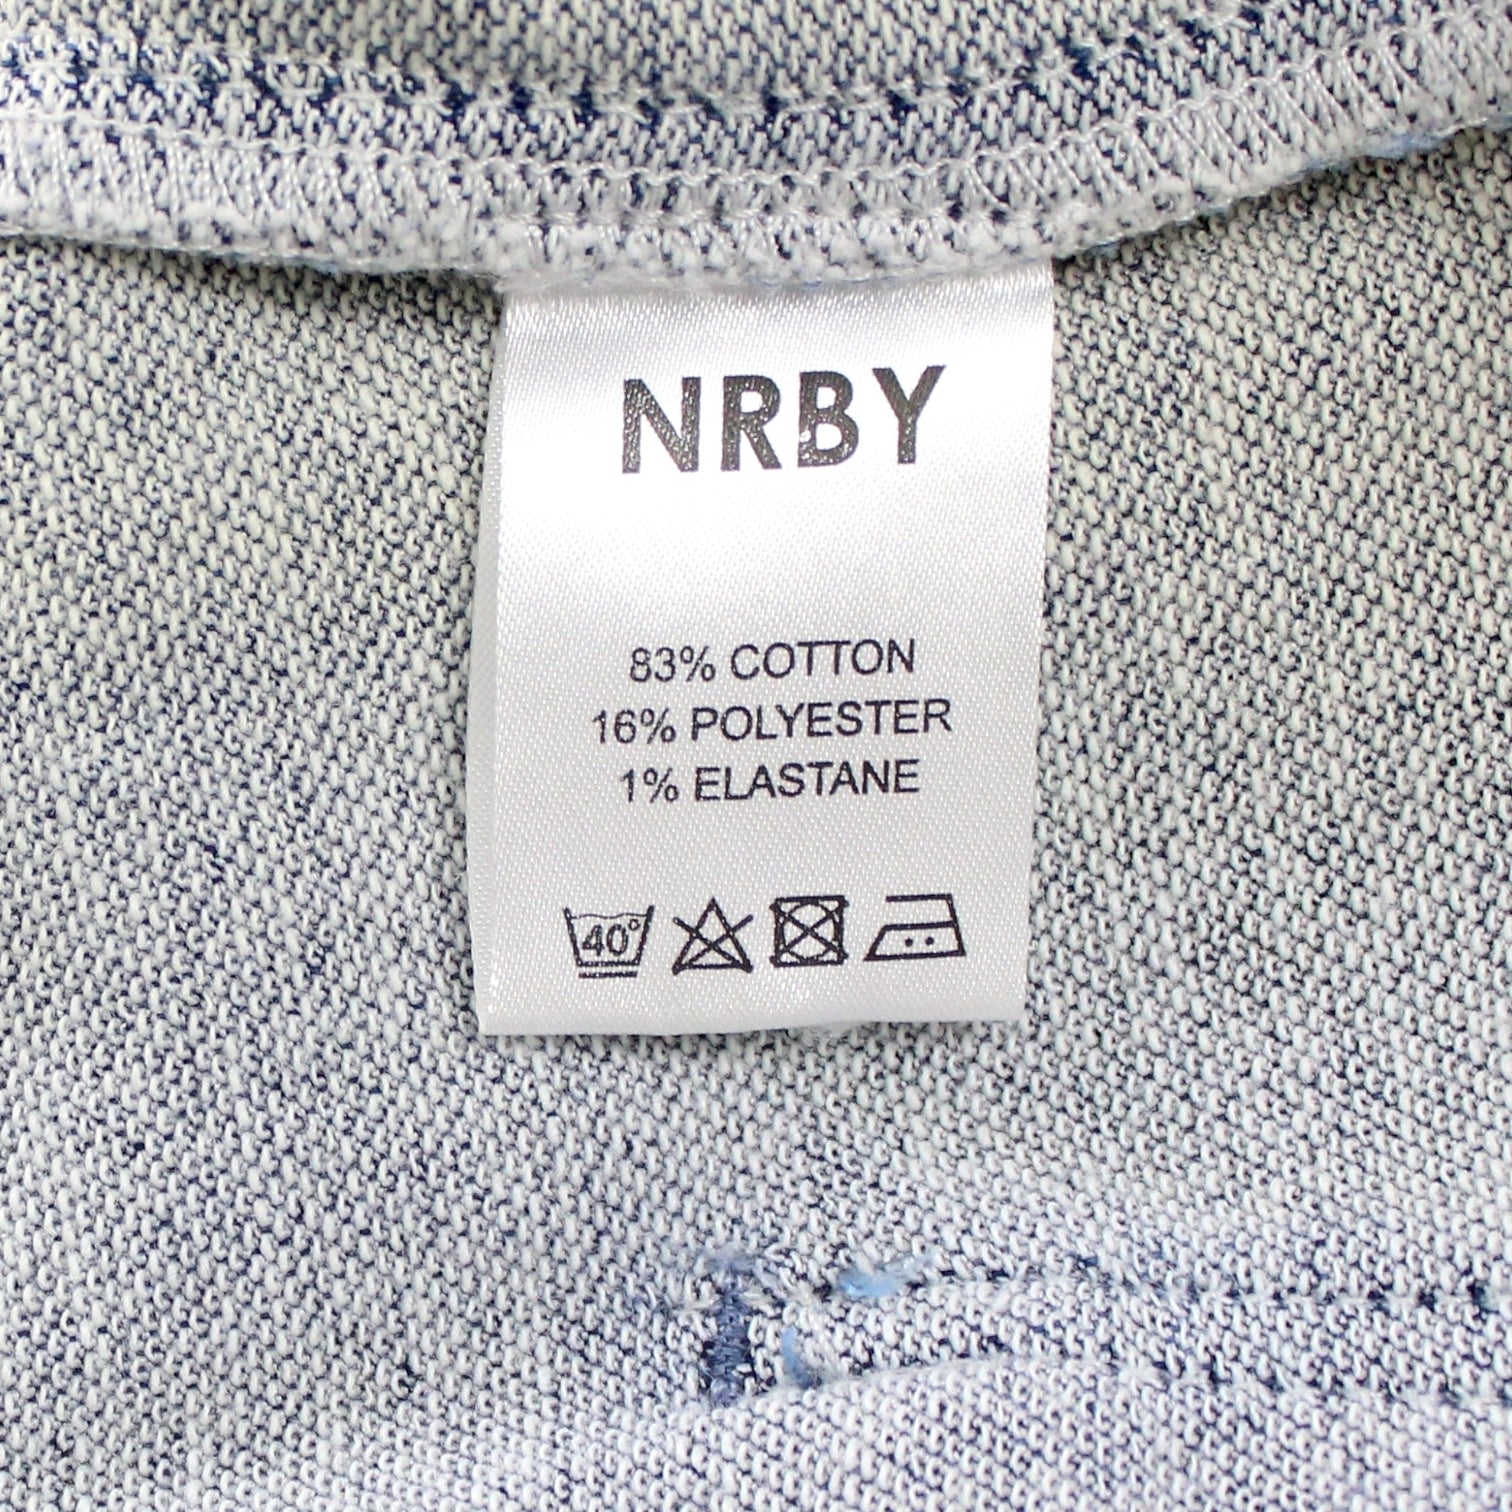 NRBY
83% COTTON
16% POLYESTER
1% ELASTANE
40°